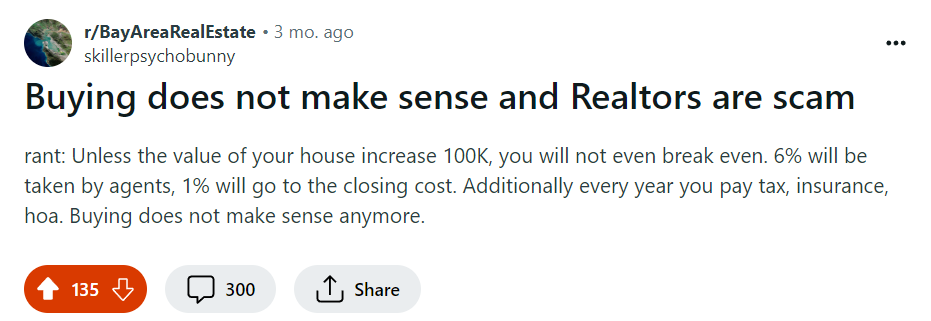 r/BayAreaRealEstate • 3 mo. ago
skillerpsychobunny
Buying does not make sense and Realtors are scam
rant: Unless the value of your house increase 100K, you will not even break even. 6% will be
taken by agents, 1% will go to the closing cost. Additionally every year you pay tax, insurance,
hoa. Buying does not make sense anymore.
135
300
Share